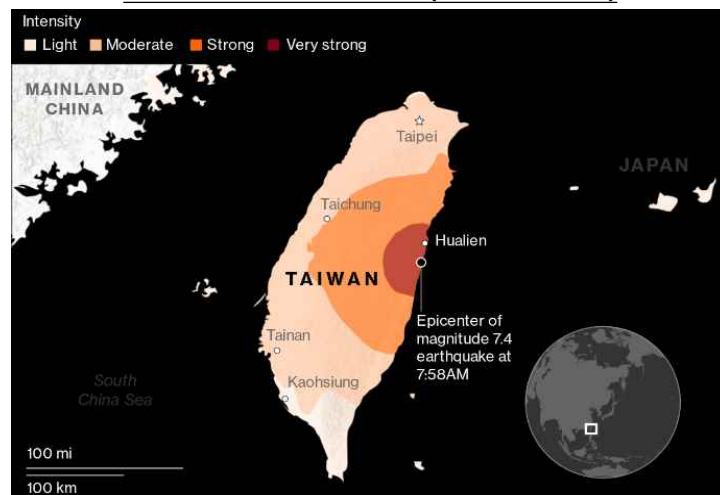 Intensity
Light Moderate Strong Very strong
MAINLAND
CHINA
Taipei
JAPAN
Taichung
Hualien
TAIWAN
Epicenter of
magnitude 7.4
earthquake at
7:58AM
Tainan
Kaohsiung
South
China Sea
100 mi
100 km